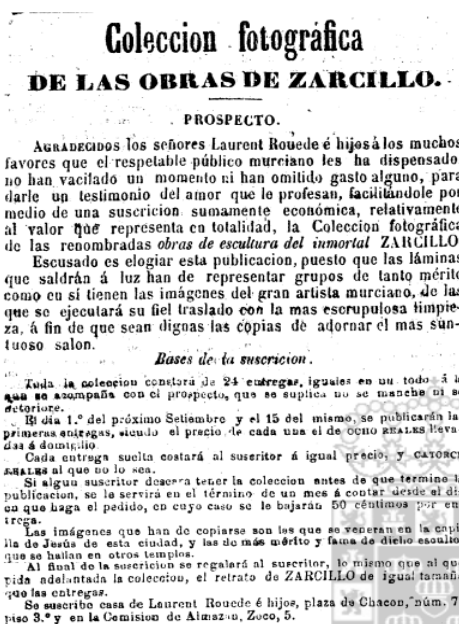 Coleccion fotográfica
DE LAS OBRAS DE ZARCILLO.
PROSPECTO.
AGRADECIDOS los señores Laurent Rouede é hijos á los muchos
favores que el respetable público murciano les ha dispensado
no han vacilado un momento ni han omitido gasto alguno, para
darle un testimonio del amor que le profesan, facilitándole por
medio de una suscricion sumamente económica, relativamente
al valor que representa en totalidad, la Coleccion fotográfica
de las renombradas obras de escultura del inmortal ZARCILLO
Escusado es elogiar esta publicacion, puesto que las láminas
que saldrán á luz han de representar grupos de tanto mérito
como en sí tienen las imágenes del gran artista murciano, de las
que se ejecutará su fiel traslado con la mas escrupulosa limpie-
za, á fin de que sean dignas las copias de adornar el mas sun-
tuoso salon.
Bases de la suscricion.
Toda la coleccion constará de 24 entregas, iguales en un todo á la
que se acompaña con el prospecto, que se suplica no se manche ni se
deteriore.
El dia 1.º del próximo Setiembre y el 15 del mismo, se publicarán la
primeras entregas, siendo el precio de cada una el de OCHO REALES lleva
das á domicilio.
Cada entrega suelta costará al suscritor á igual precio, y CATORCE
REALES al que no lo sea.
Si algun suscritor deseara tener la coleccion antes de que termine l
publicacion, se le servirá en el término de un mes á contar desde el di
en que haga el pedido, en cuyo caso se le bajarán 50 céntimos por en
trega.
Las imágenes que han de copiarse son las que se veneran en la capi
lla de Jesús de esta ciudad, y las de más mérito y fama de dicho escultor
que se hallan en otros templos.
Al final de la suscricion se regalará al suscritor, lo mismo que al que
pida adelantada la coleccion, el retrato de ZARCILLO de igual tamaño
que las entregas.
Se suscribe casa de Laurent Rouede é hijos, plaza de Chacon, núm. 7
piso 3.º y en la Comision de Almazan, Zoco, 5.